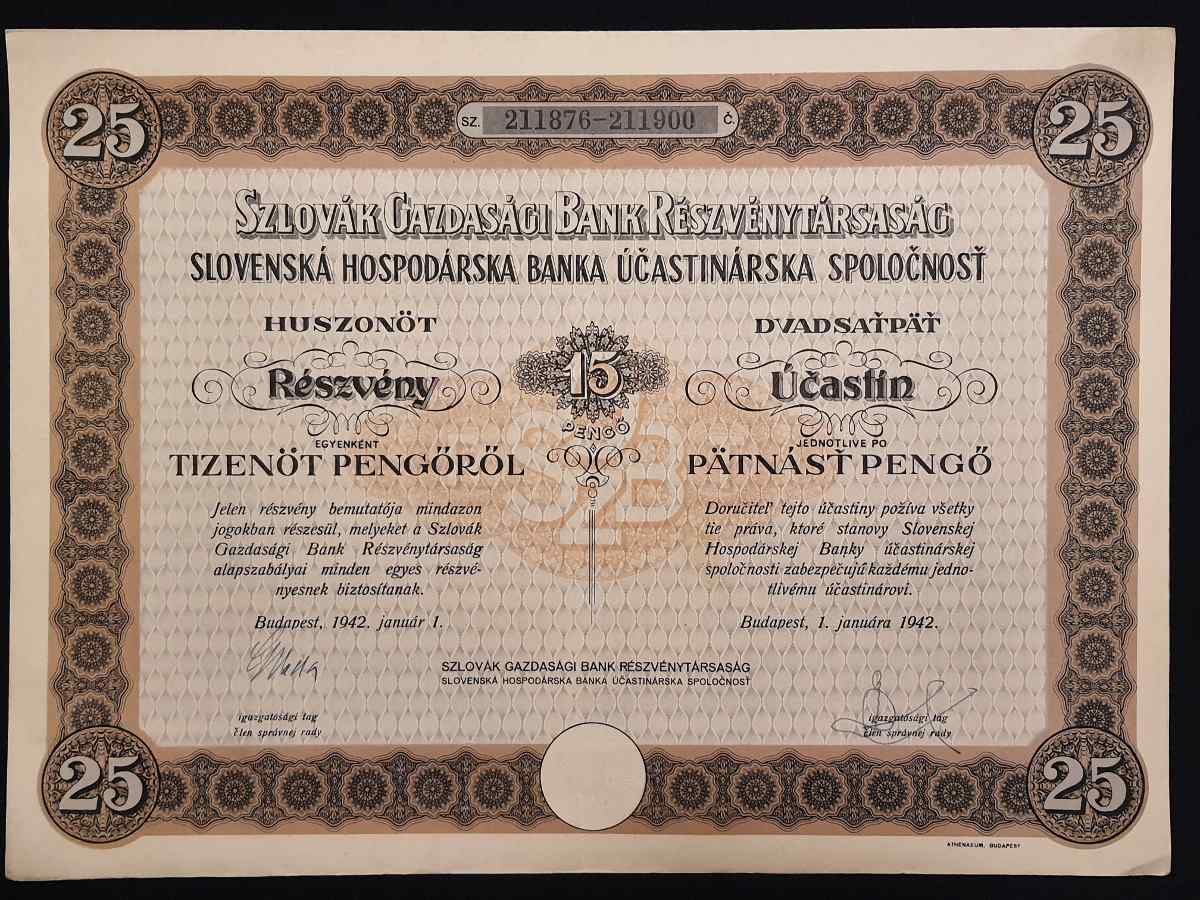 25
25
SZ. 211876-211900 Č.
SZLOVÁK GAZDASÁGI BANK RÉSZVÉNYTÁRSASÁG
SLOVENSKÁ HOSPODÁRSKA BANKA ÚČASTINÁRSKA SPOLOČNOSŤ
HUSZONÖT
Részvény
EGYENKÉNT
TIZENÖT PENGŐRŐL
15
PENGŐ
DVADSAŤPÄŤ
Účastín
JEDNOTLIVE PO
PÄTNÁSŤ PENGŐ
SZGB
Jelen részvény bemutatója mindazon
jogokban részesül, melyeket a Szlovák
Gazdasági Bank Részvénytársaság
alapszabályai minden egyes részvé-
nyesnek biztosítanak.
Budapest, 1942. január 1.
Doručiteľ tejto účastiny požíva všetky
tie práva, ktoré stanovy Slovenskej
Hospodárskej Banky účastinárskej
spoločnosti zabezpečujú každému jedno-
tlivému účastinárovi.
Budapest, 1. januára 1942.
SZLOVÁK GAZDASÁGI BANK RÉSZVÉNYTÁRSASÁG
SLOVENSKÁ HOSPODÁRSKA BANKA ÚČASTINÁRSKA SPOLOČNOSŤ
igazgatósági tag
člen správnej rady
igazgatósági tag
člen správnej rady
25
25
ATHENAEUM, BUDAPEST